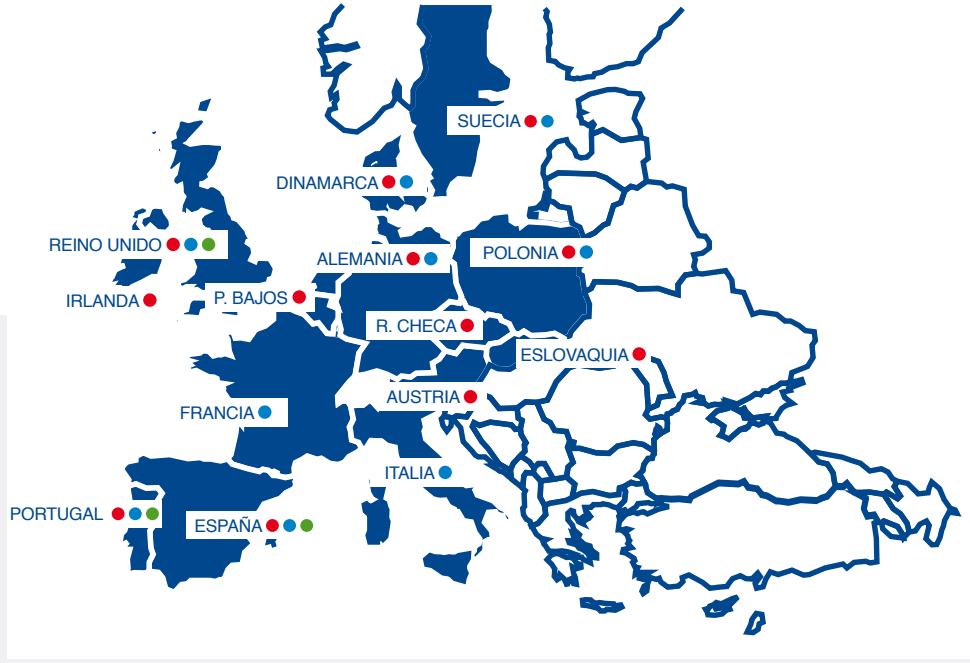 SUECIA
DINAMARCA
REINO UNIDO
ALEMANIA
POLONIA
IRLANDA
P. BAJOS
R. CHECA
ESLOVAQUIA
AUSTRIA
FRANCIA
ITALIA
PORTUGAL
ESPAÑA